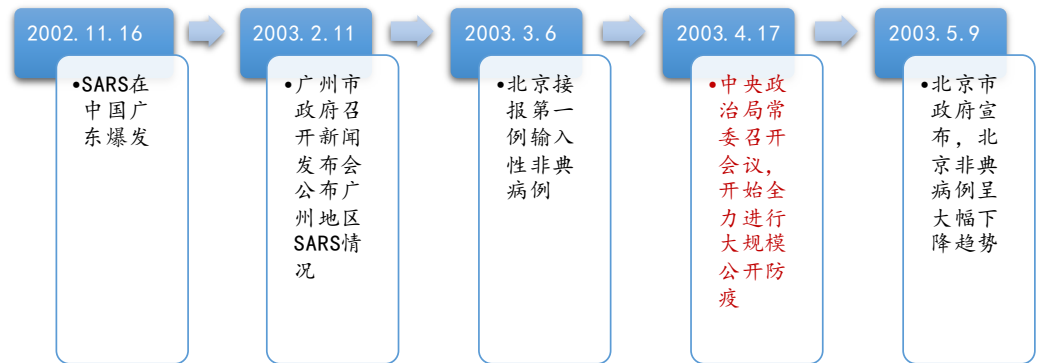 2002.11.16
•SARS在
中国广
东爆发
2003.2.11
•广州市
政府召
开新闻
发布会
公布广
州地区
SARS情
况
2003.3.6
•北京接
报第一
例输入
性非典
病例
2003.4.17
•中央政
治局常
委召开
会议，
开始全
力进行
大规模
公开防
疫
2003.5.9
•北京市
政府宣
布，北
京非典
病例呈
大幅下
降趋势